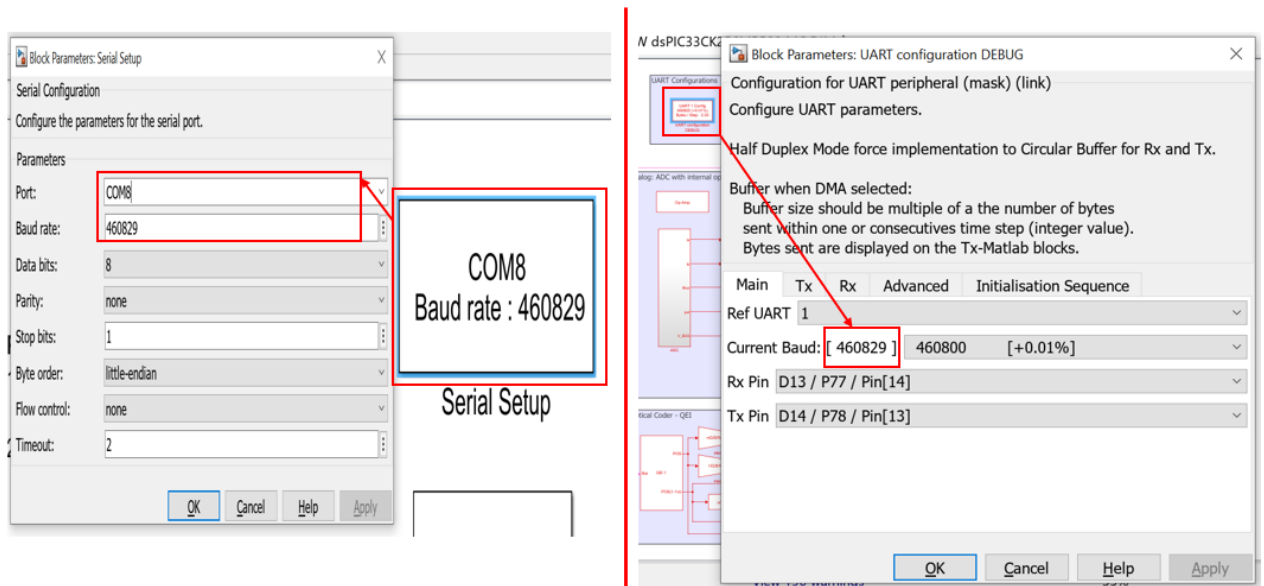 Block Parameters: Serial Setup
Serial Configuration
Configure the parameters for the serial port.
Parameters
Port: COM8
Baud rate: 460829
Data bits: 8
Parity: none
Stop bits: 1
Byte order: little-endian
Flow control: none
Timeout: 2
OK Cancel Help Apply
COM8
Baud rate : 460829
Serial Setup
Block Parameters: UART configuration DEBUG
Configuration for UART peripheral (mask) (link)
Configure UART parameters.
Half Duplex Mode force implementation to Circular Buffer for Rx and Tx.
Buffer when DMA selected:
Buffer size should be multiple of a the number of bytes
sent within one or consecutives time step (integer value).
Bytes sent are displayed on the Tx-Matlab blocks.
Main Tx Rx Advanced Initialisation Sequence
Ref UART 1
Current Baud: [ 460829 ] 460800 [+0.01%]
Rx Pin D13 / P77 / Pin[14]
Tx Pin D14 / P78 / Pin[13]
OK Cancel Help Apply
UART Configurations